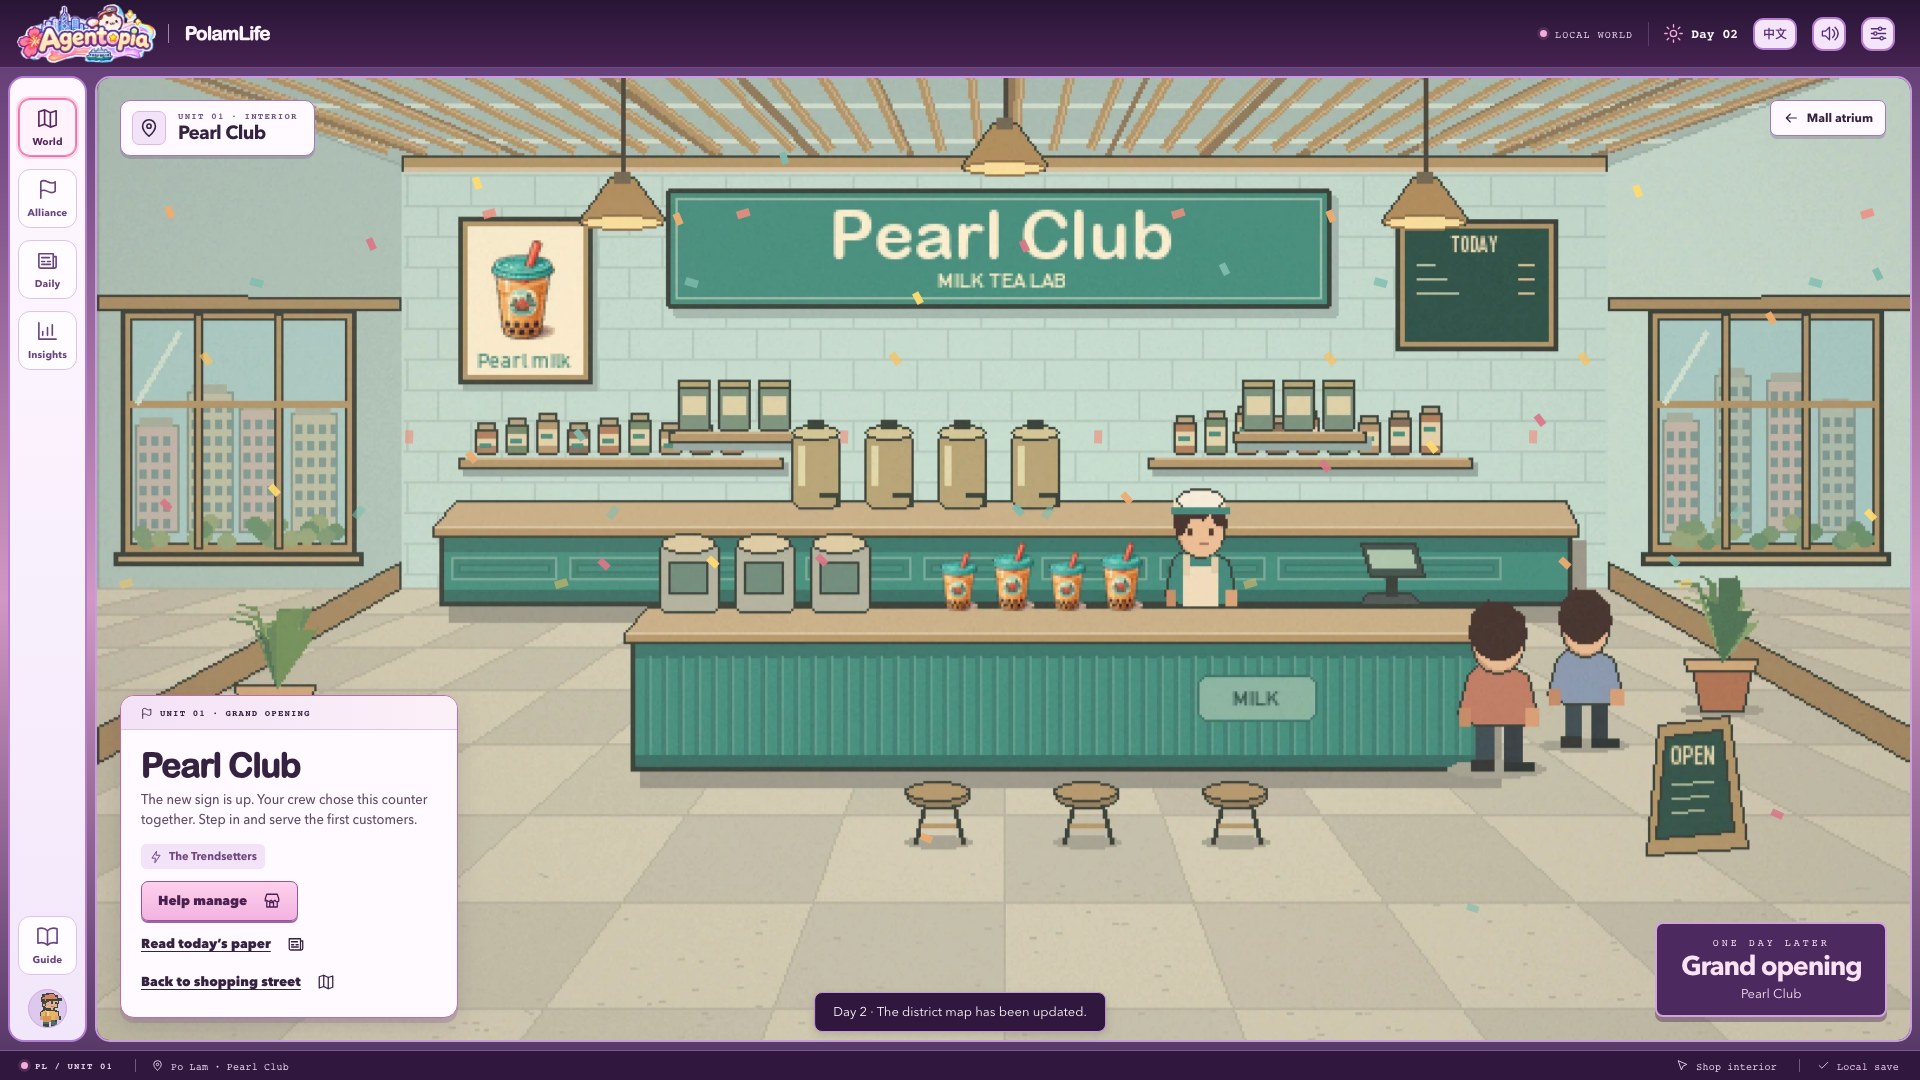 Agentopia
PolamLife
LOCAL WORLD
Day 02
中文
World
Alliance
Daily
Insights
Guide
UNIT 01 · INTERIOR
Pearl Club
Mall atrium
Pearl Club
MILK TEA LAB
Pearl milk
TODAY
MILK
OPEN
UNIT 01 · GRAND OPENING
Pearl Club
The new sign is up. Your crew chose this counter
together. Step in and serve the first customers.
The Trendsetters
Help manage
Read today’s paper
Back to shopping street
ONE DAY LATER
Grand opening
Pearl Club
Day 2 · The district map has been updated.
PL / UNIT 01
Po Lam · Pearl Club
Shop interior
Local save